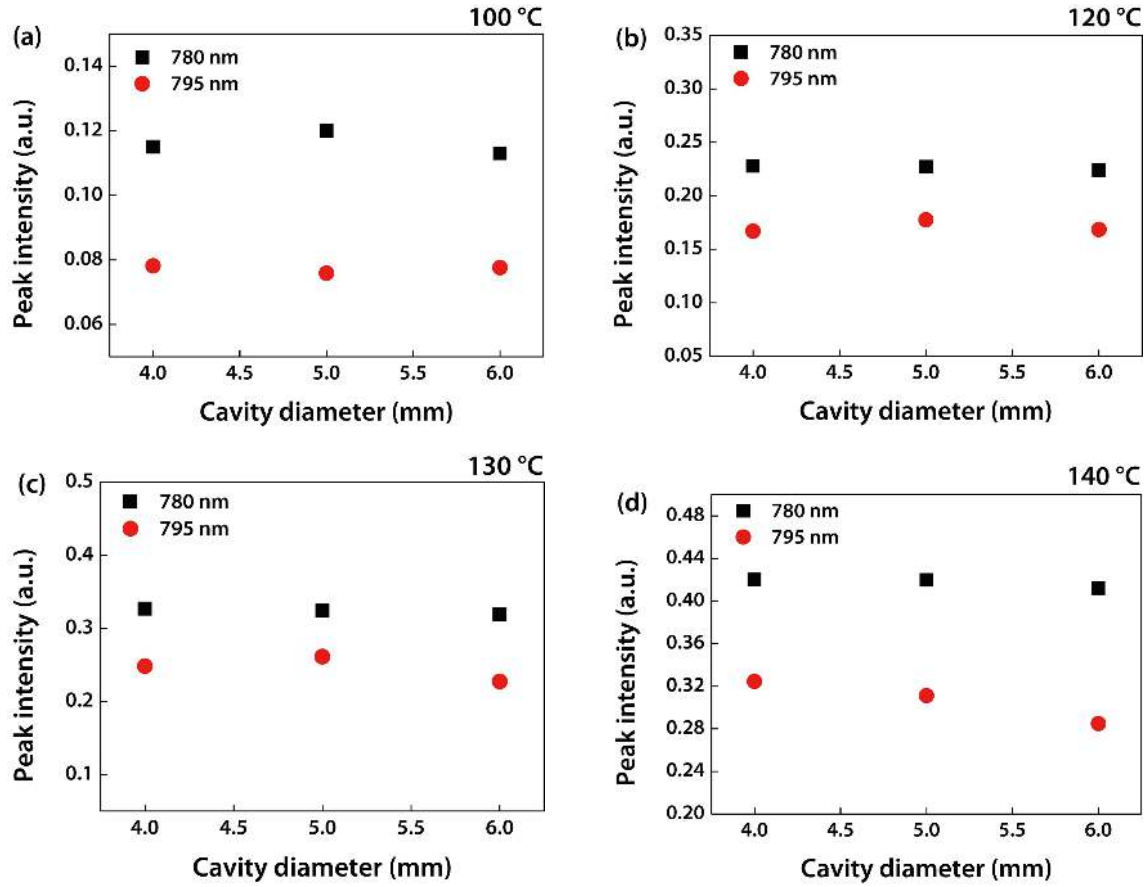 (a)
100 °C
780 nm
795 nm
Peak intensity (a.u.)
0.14
0.12
0.10
0.08
0.06
4.0 4.5 5.0 5.5 6.0
Cavity diameter (mm)
(b)
120 °C
780 nm
795 nm
Peak intensity (a.u.)
0.35
0.30
0.25
0.20
0.15
0.10
0.05
4.0 4.5 5.0 5.5 6.0
Cavity diameter (mm)
(c)
130 °C
780 nm
795 nm
Peak intensity (a.u.)
0.5
0.4
0.3
0.2
0.1
4.0 4.5 5.0 5.5 6.0
Cavity diameter (mm)
(d)
140 °C
780 nm
795 nm
Peak intensity (a.u.)
0.48
0.44
0.40
0.36
0.32
0.28
0.24
0.20
4.0 4.5 5.0 5.5 6.0
Cavity diameter (mm)